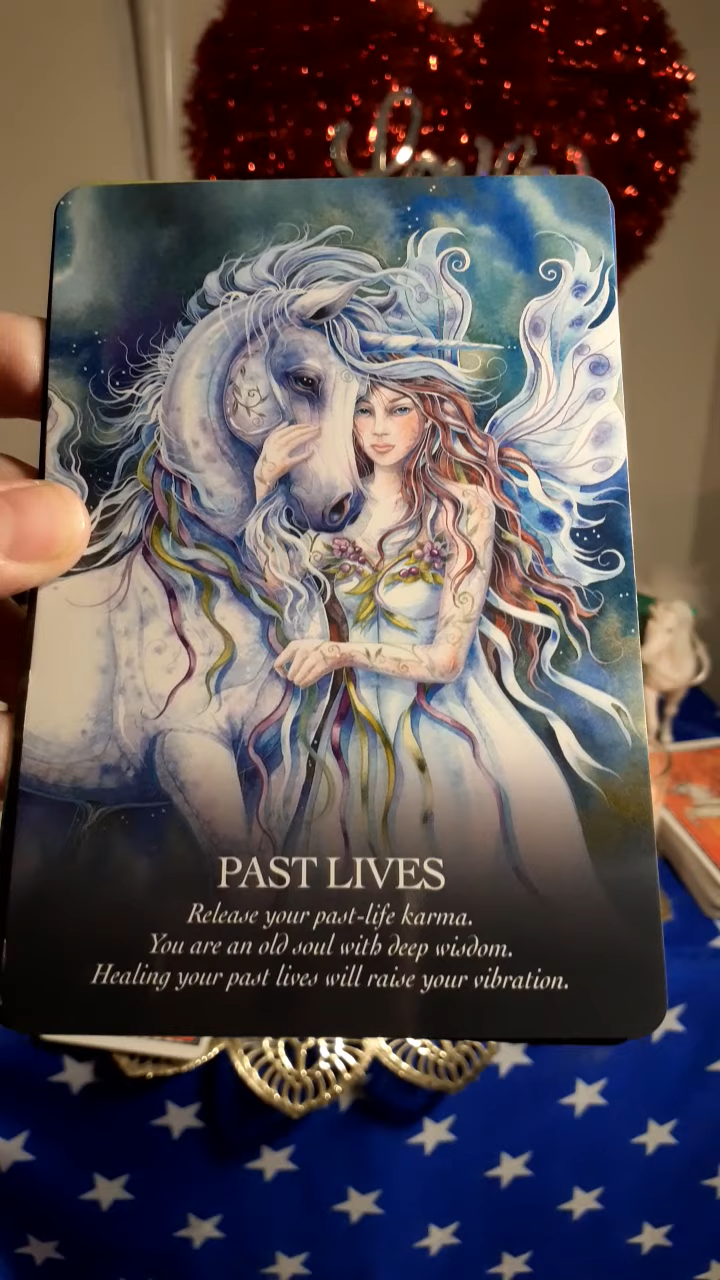 PAST LIVES
Release your past-life karma.
You are an old soul with deep wisdom.
Healing your past lives will raise your vibration.